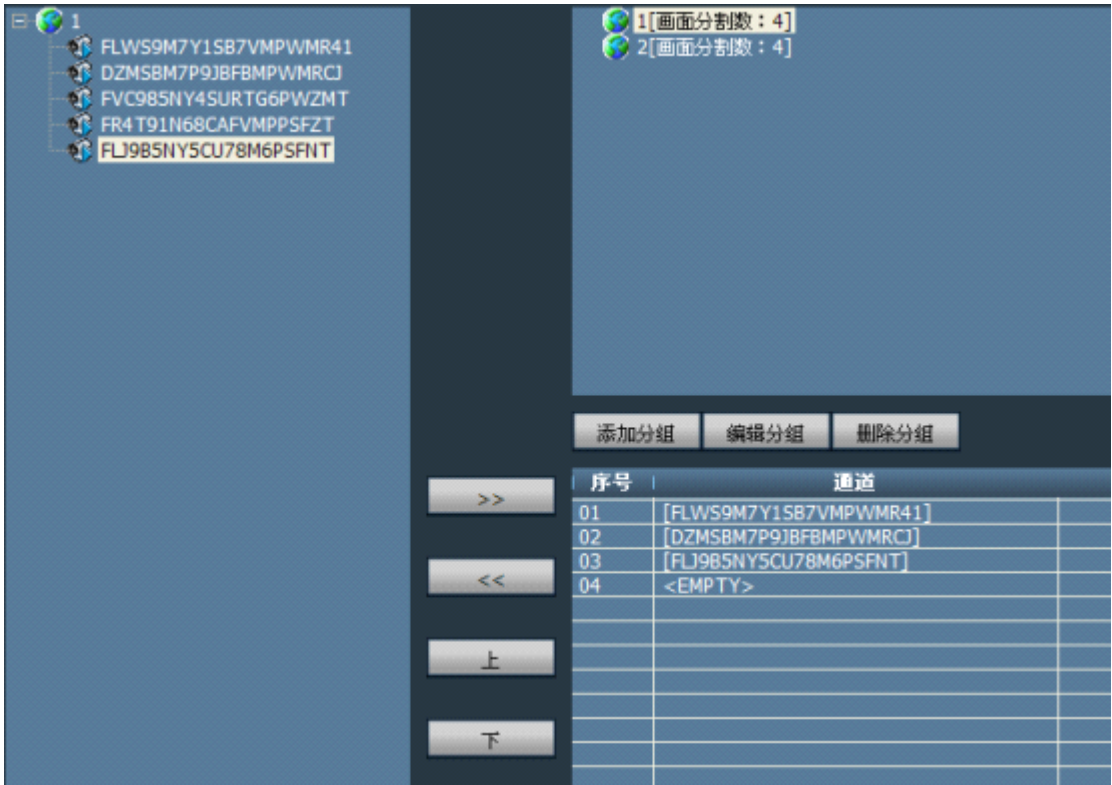 1
FLWS9M7Y1SB7VMPWMR41
DZMSBM7P9JBFBMPWMRCJ
FVC985NY4SURTG6PWZMT
FR4T91N68CAFVMPPSFZT
FLJ9B5NY5CU78M6PSFNT
1[画面分割数：4]
2[画面分割数：4]
添加分组 编辑分组 删除分组
>>
<<
上
下
序号 通道
01 [FLWS9M7Y1SB7VMPWMR41]
02 [DZMSBM7P9JBFBMPWMRCJ]
03 [FLJ9B5NY5CU78M6PSFNT]
04 <EMPTY>